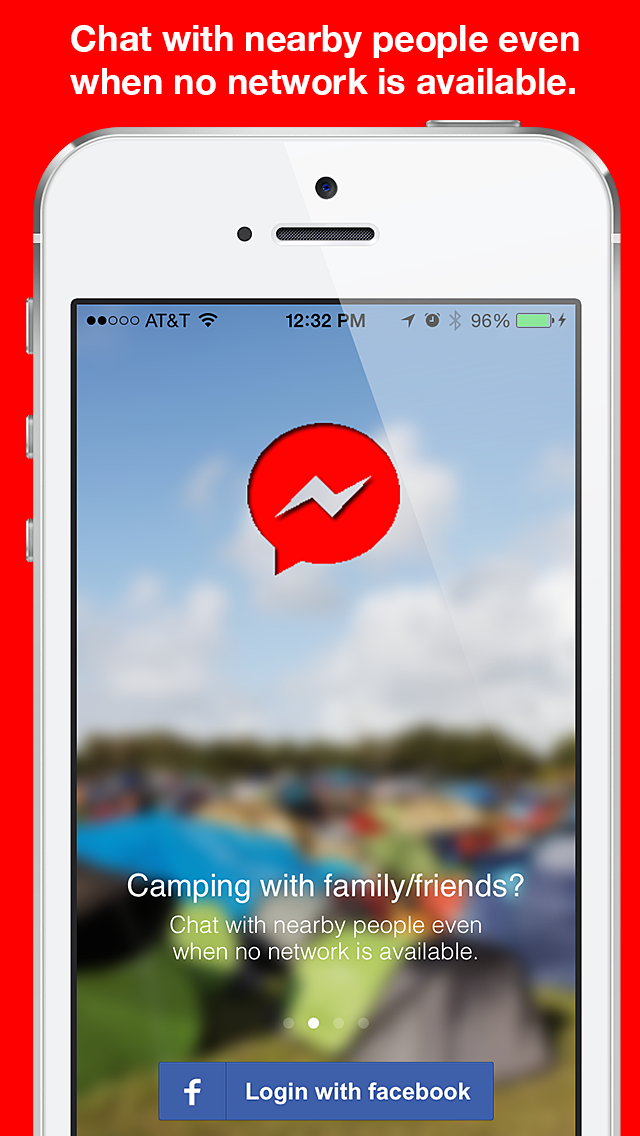 Chat with nearby people even
when no network is available.
AT&T 12:32 PM 96%
Camping with family/friends?
Chat with nearby people even
when no network is available.
f Login with facebook